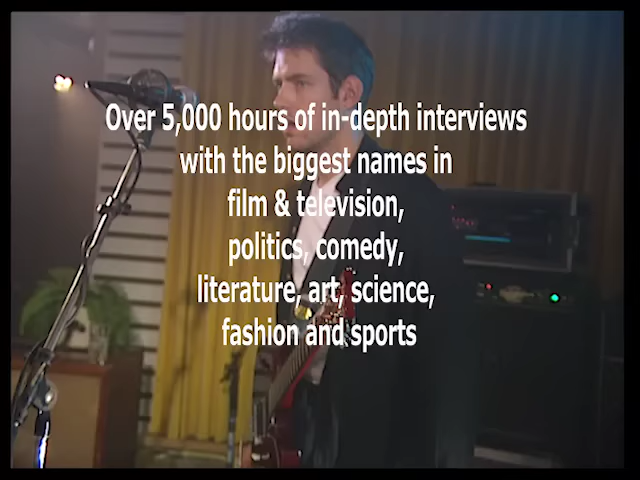 Over 5,000 hours of in-depth interviews
with the biggest names in
film & television,
politics, comedy,
literature, art, science,
fashion and sports